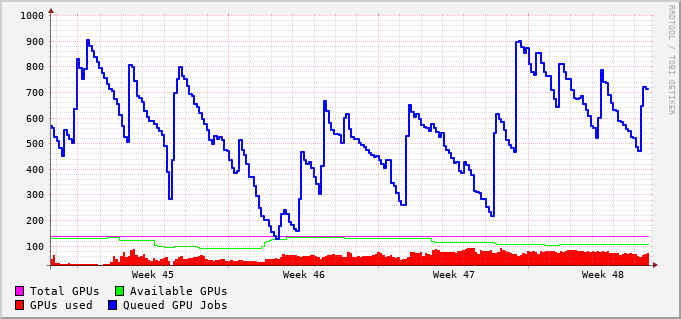 1000
900
800
700
600
500
400
300
200
100
Week 45 Week 46 Week 47 Week 48
Total GPUs Available GPUs
GPUs used Queued GPU Jobs
RRDTOOL / TOBI OETIKER